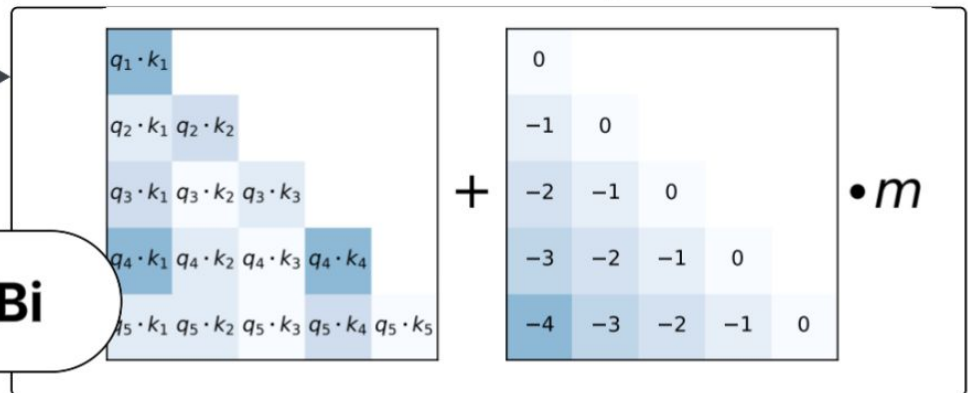 q₁ · k₁
q₂ · k₁ q₂ · k₂
q₃ · k₁ q₃ · k₂ q₃ · k₃
q₄ · k₁ q₄ · k₂ q₄ · k₃ q₄ · k₄
q₅ · k₁ q₅ · k₂ q₅ · k₃ q₅ · k₄ q₅ · k₅
+
0
−1 0
−2 −1 0
−3 −2 −1 0
−4 −3 −2 −1 0
• m
Bi